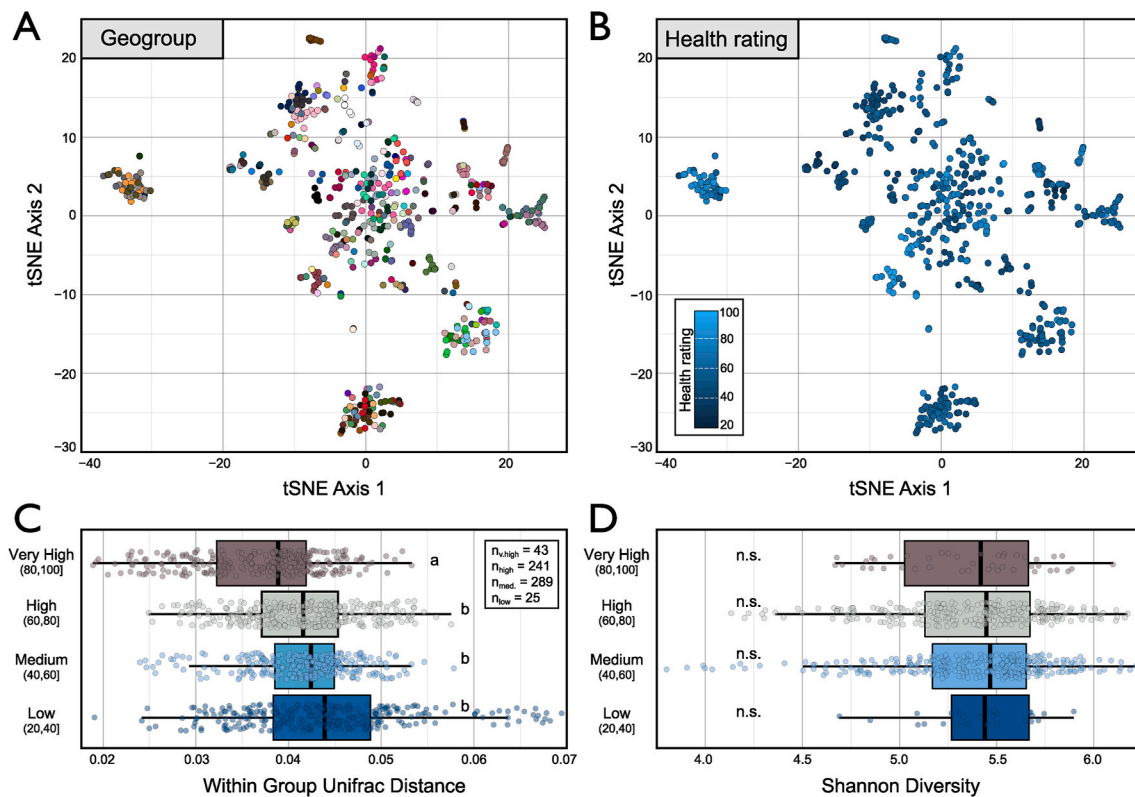 A
Geogroup
20
10
0
−10
−20
−30
−40
−20
0
20
tSNE Axis 2
tSNE Axis 1
B
Health rating
20
10
0
−10
−20
−30
−40
−20
0
20
tSNE Axis 2
tSNE Axis 1
Health rating
100
80
60
40
20
C
Very High
(80,100]
High
(60,80]
Medium
(40,60]
Low
(20,40]
a
b
b
b
nv.high = 43
nhigh = 241
nmed. = 289
nlow = 25
0.02
0.03
0.04
0.05
0.06
0.07
Within Group Unifrac Distance
D
Very High
(80,100]
High
(60,80]
Medium
(40,60]
Low
(20,40]
n.s.
n.s.
n.s.
n.s.
4.0
4.5
5.0
5.5
6.0
Shannon Diversity